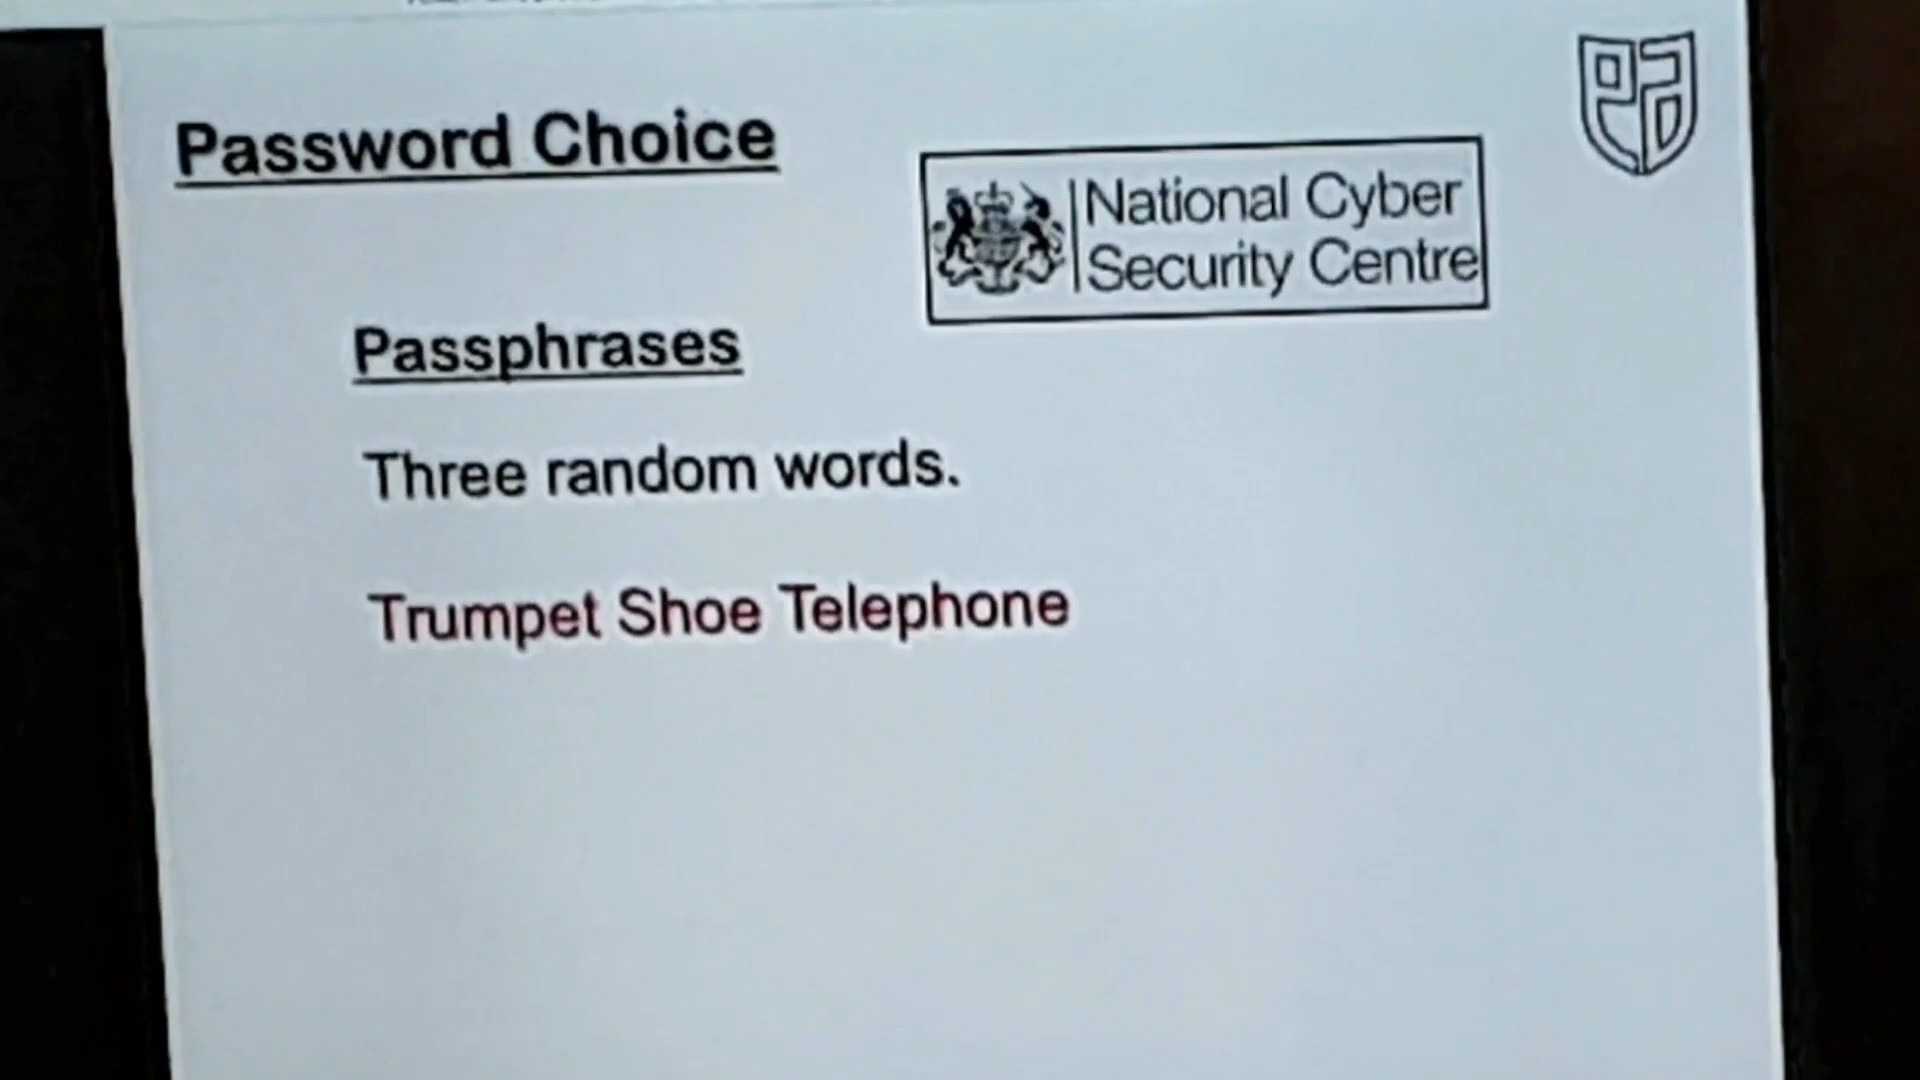 Password Choice
National Cyber
Security Centre
Passphrases
Three random words.
Trumpet Shoe Telephone